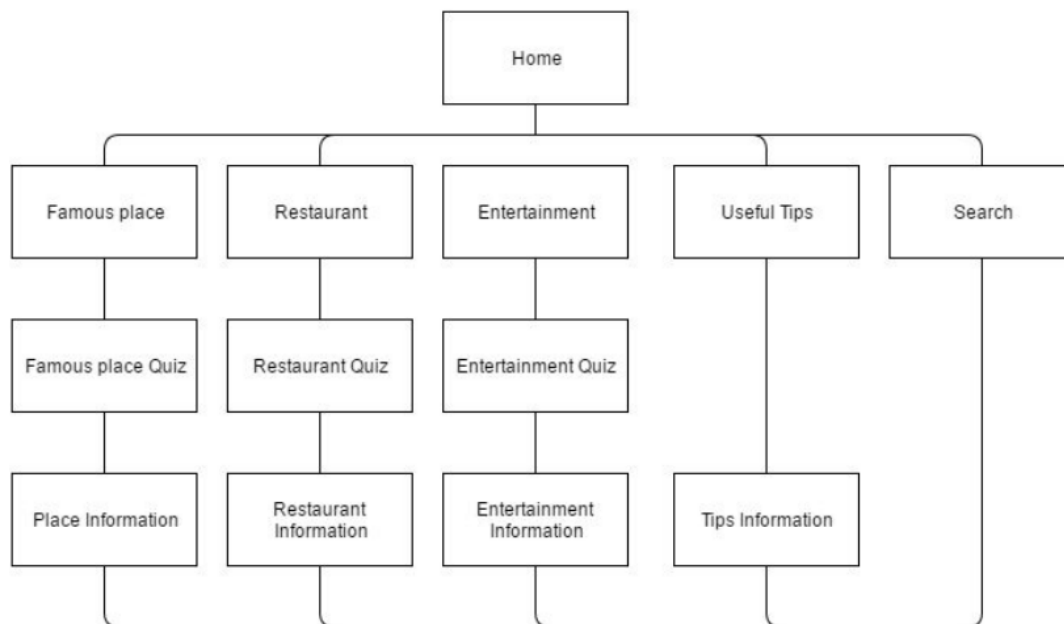 Home
Famous place
Restaurant
Entertainment
Useful Tips
Search
Famous place Quiz
Restaurant Quiz
Entertainment Quiz
Place Information
Restaurant
Information
Entertainment
Information
Tips Information